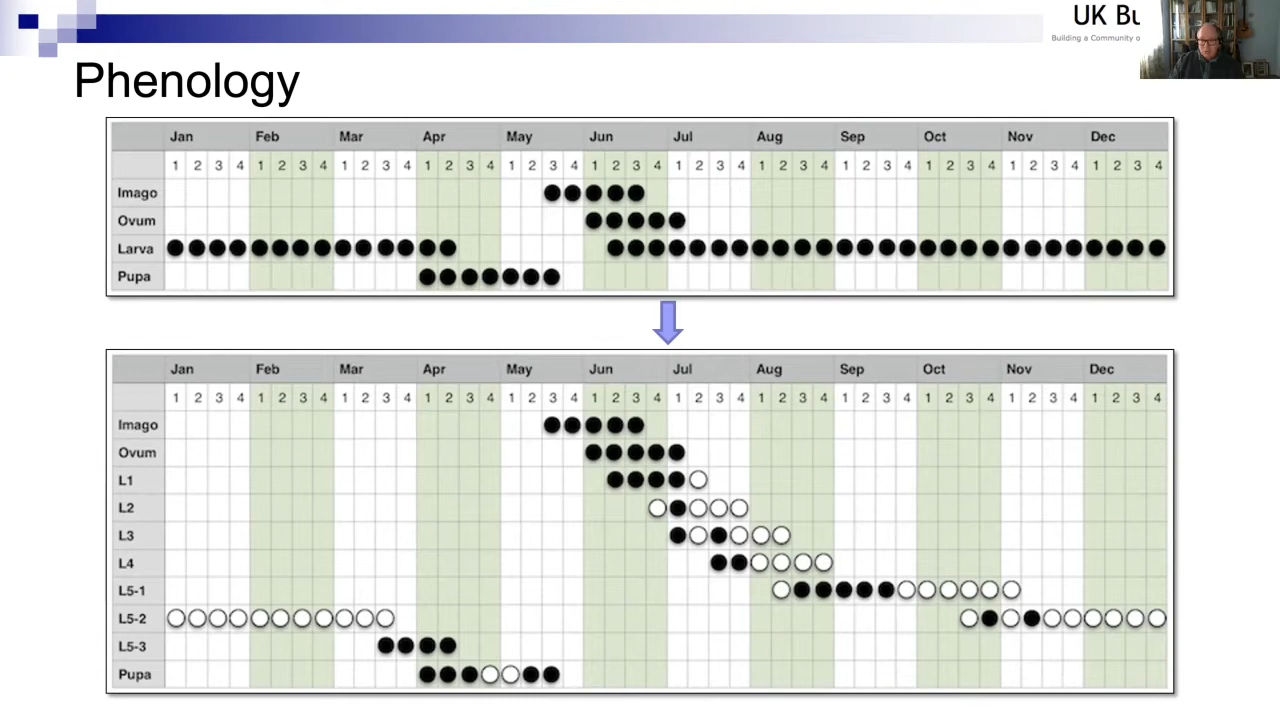 UK Bu
Building a Community o
Phenology
Jan Feb Mar Apr May Jun Jul Aug Sep Oct Nov Dec
1 2 3 4 1 2 3 4 1 2 3 4 1 2 3 4 1 2 3 4 1 2 3 4 1 2 3 4 1 2 3 4 1 2 3 4 1 2 3 4 1 2 3 4 1 2 3 4
Imago
Ovum
Larva
Pupa
Jan Feb Mar Apr May Jun Jul Aug Sep Oct Nov Dec
1 2 3 4 1 2 3 4 1 2 3 4 1 2 3 4 1 2 3 4 1 2 3 4 1 2 3 4 1 2 3 4 1 2 3 4 1 2 3 4 1 2 3 4 1 2 3 4
Imago
Ovum
L1
L2
L3
L4
L5-1
L5-2
L5-3
Pupa